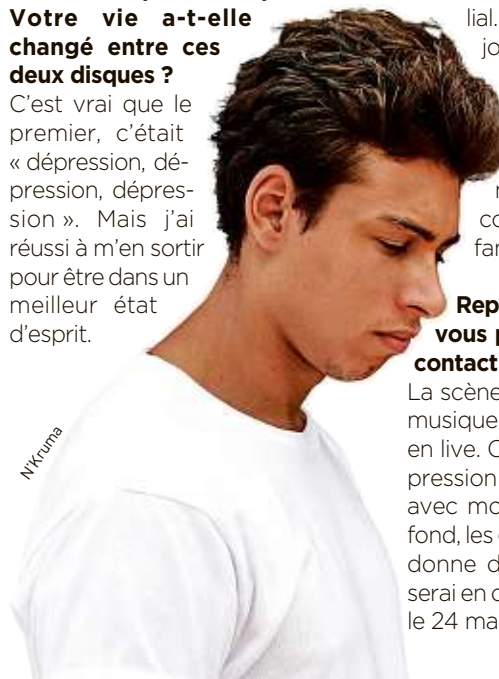 Votre vie a-t-elle
changé entre ces
deux disques ?
C'est vrai que le
premier, c'était
« dépression, dé-
pression, dépres-
sion ». Mais j'ai
réussi à m'en sortir
pour être dans un
meilleur état
d'esprit.
N'Kruma
lial.
jo
co
fan
Rep
vous p
contact
La scène
musique
en live. C
pression
avec mo
fond, les
donne d
serai en c
le 24 ma